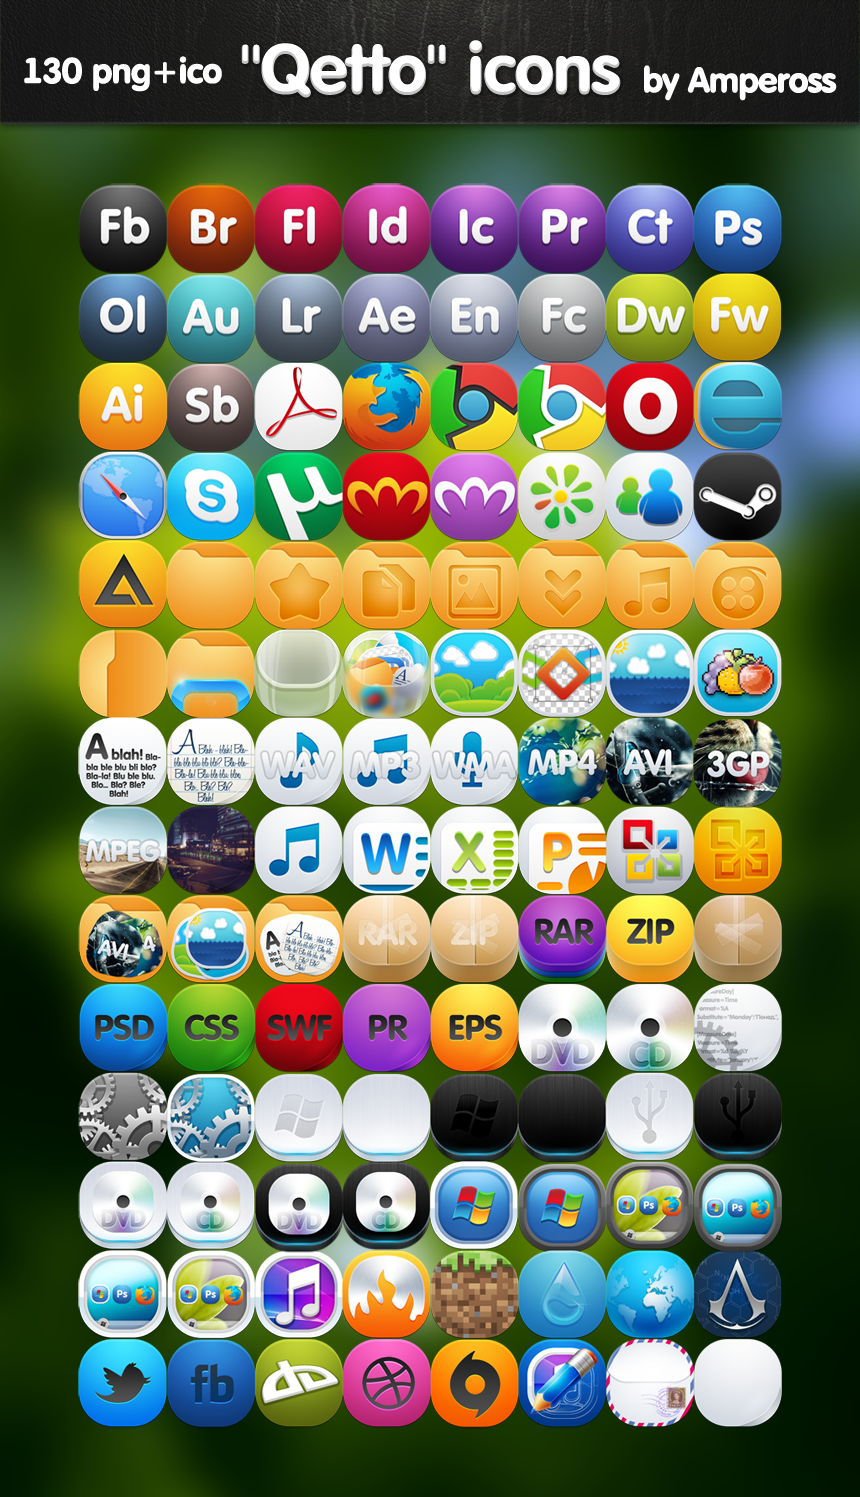 130 png+ico "Qetto" icons by Ampeross
Fb Br Fl Id Ic Pr Ct Ps
Ol Au Lr Ae En Fc Dw Fw
Ai Sb
S µ
A blah! Bla-
bla ble blu bli blo?
Bla-la! Blu ble blu.
Blo... Bla? Ble?
Blah!
WAV MP3 WMA MP4 AVI 3GP
MPEG W X P
AVI A RAR ZIP RAR ZIP
PSD CSS SWF PR EPS DVD CD
DVD CD DVD CD
Ps Ps
Ps Ps
fb